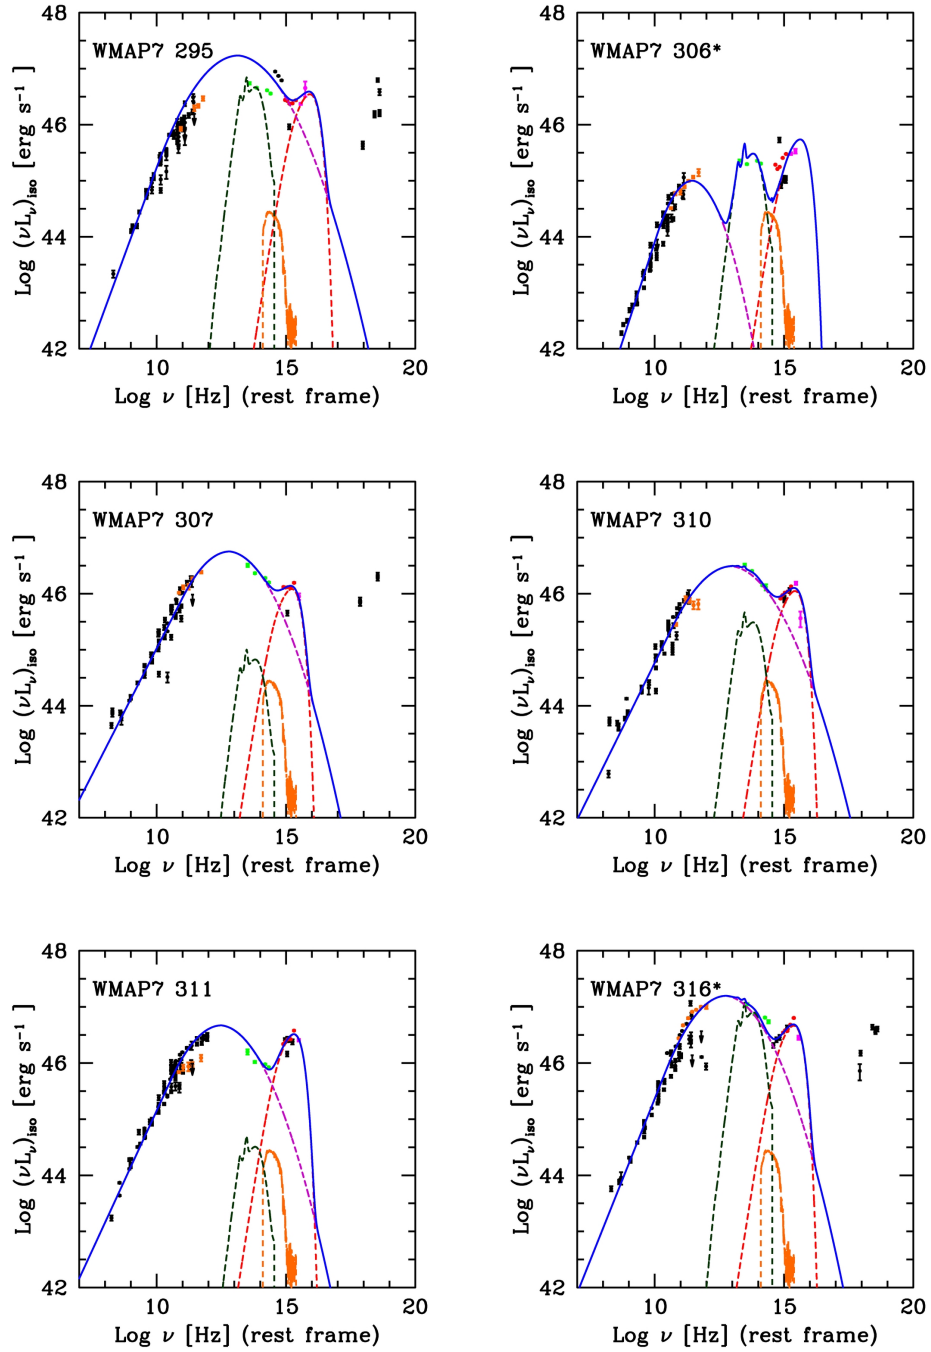 48
46
44
42
10
15
20
WMAP7 295
Log (νLν)iso [erg s⁻¹]
Log ν [Hz] (rest frame)
48
46
44
42
10
15
20
WMAP7 306*
Log (νLν)iso [erg s⁻¹]
Log ν [Hz] (rest frame)
48
46
44
42
10
15
20
WMAP7 307
Log (νLν)iso [erg s⁻¹]
Log ν [Hz] (rest frame)
48
46
44
42
10
15
20
WMAP7 310
Log (νLν)iso [erg s⁻¹]
Log ν [Hz] (rest frame)
48
46
44
42
10
15
20
WMAP7 311
Log (νLν)iso [erg s⁻¹]
Log ν [Hz] (rest frame)
48
46
44
42
10
15
20
WMAP7 316*
Log (νLν)iso [erg s⁻¹]
Log ν [Hz] (rest frame)